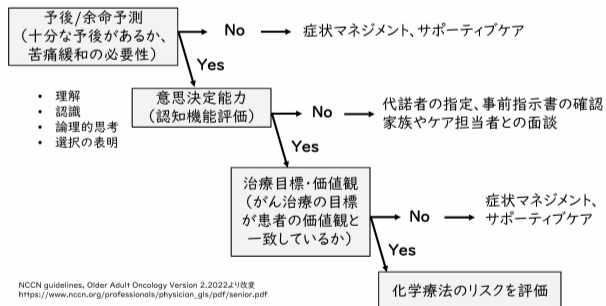 予後/余命予測
(十分な予後があるか、
苦痛緩和の必要性)
No
症状マネジメント、サポーティブケア
Yes
• 理解
• 認識
• 論理的思考
• 選択の表明
意思決定能力
(認知機能評価)
No
代諾者の指定、事前指示書の確認
家族やケア担当者との面談
Yes
治療目標・価値観
(がん治療の目標
が患者の価値観と
一致しているか)
No
症状マネジメント、
サポーティブケア
Yes
化学療法のリスクを評価
NCCN guidelines, Older Adult Oncology Version 2.2022より改変
https://www.nccn.org/professionals/physician_gls/pdf/senior.pdf